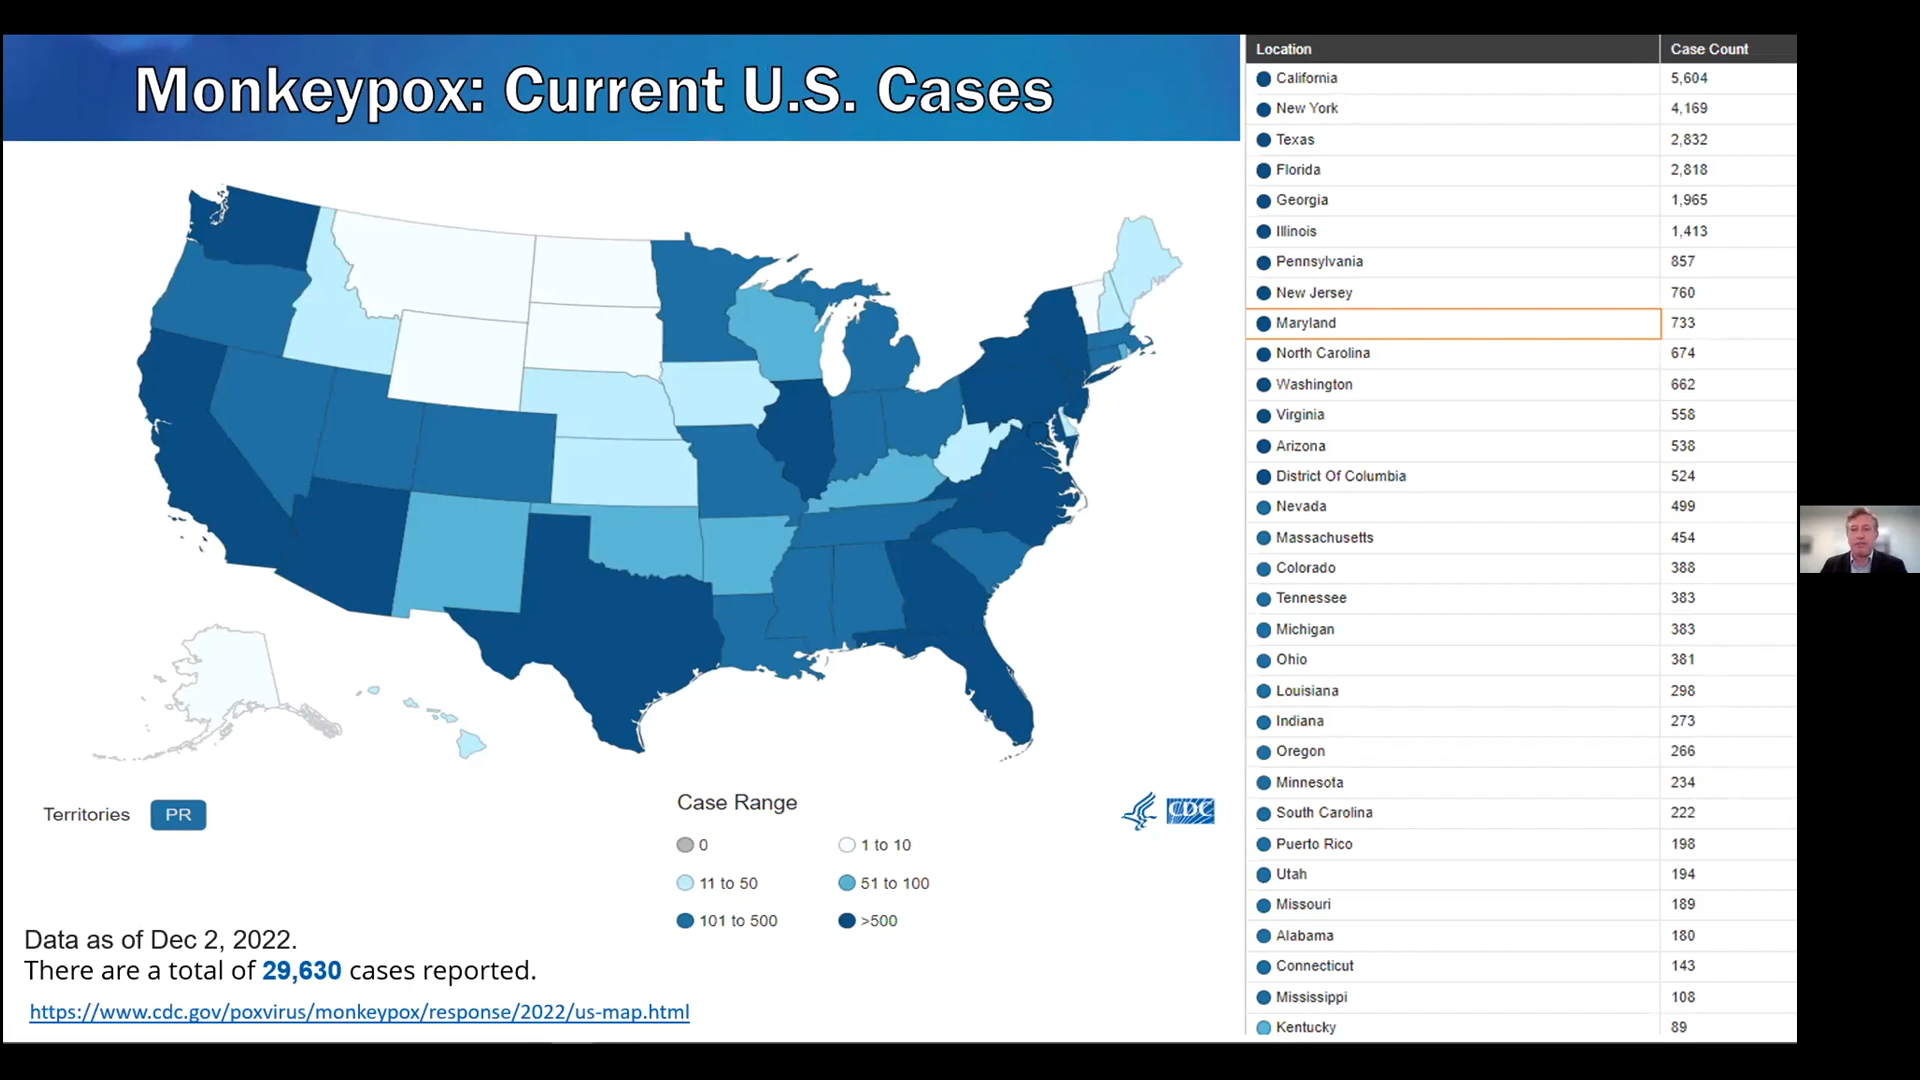 Monkeypox: Current U.S. Cases
Territories PR
Case Range
0
1 to 10
11 to 50
51 to 100
101 to 500
>500
CDC
Data as of Dec 2, 2022.
There are a total of 29,630 cases reported.
https://www.cdc.gov/poxvirus/monkeypox/response/2022/us-map.html
Location Case Count
California 5,604
New York 4,169
Texas 2,832
Florida 2,818
Georgia 1,965
Illinois 1,413
Pennsylvania 857
New Jersey 760
Maryland 733
North Carolina 674
Washington 662
Virginia 558
Arizona 538
District Of Columbia 524
Nevada 499
Massachusetts 454
Colorado 388
Tennessee 383
Michigan 383
Ohio 381
Louisiana 298
Indiana 273
Oregon 266
Minnesota 234
South Carolina 222
Puerto Rico 198
Utah 194
Missouri 189
Alabama 180
Connecticut 143
Mississippi 108
Kentucky 89